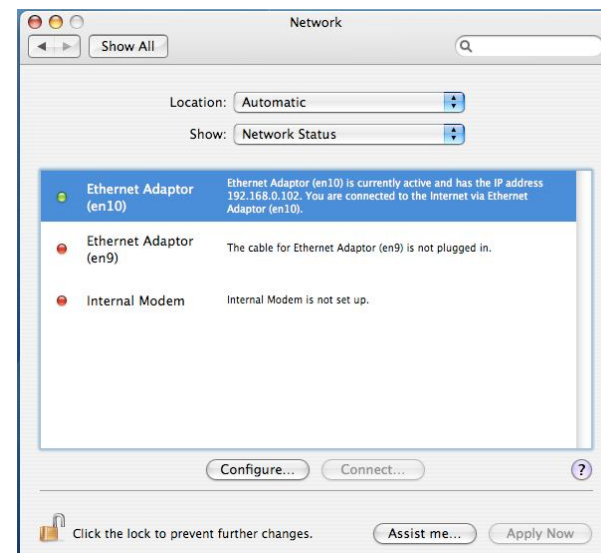 Network
Show All
Location: Automatic
Show: Network Status
Ethernet Adaptor
(en10)
Ethernet Adaptor (en10) is currently active and has the IP address
192.168.0.102. You are connected to the Internet via Ethernet
Adaptor (en10).
Ethernet Adaptor
(en9)
The cable for Ethernet Adaptor (en9) is not plugged in.
Internal Modem
Internal Modem is not set up.
Configure... Connect... ?
Click the lock to prevent further changes. Assist me... Apply Now